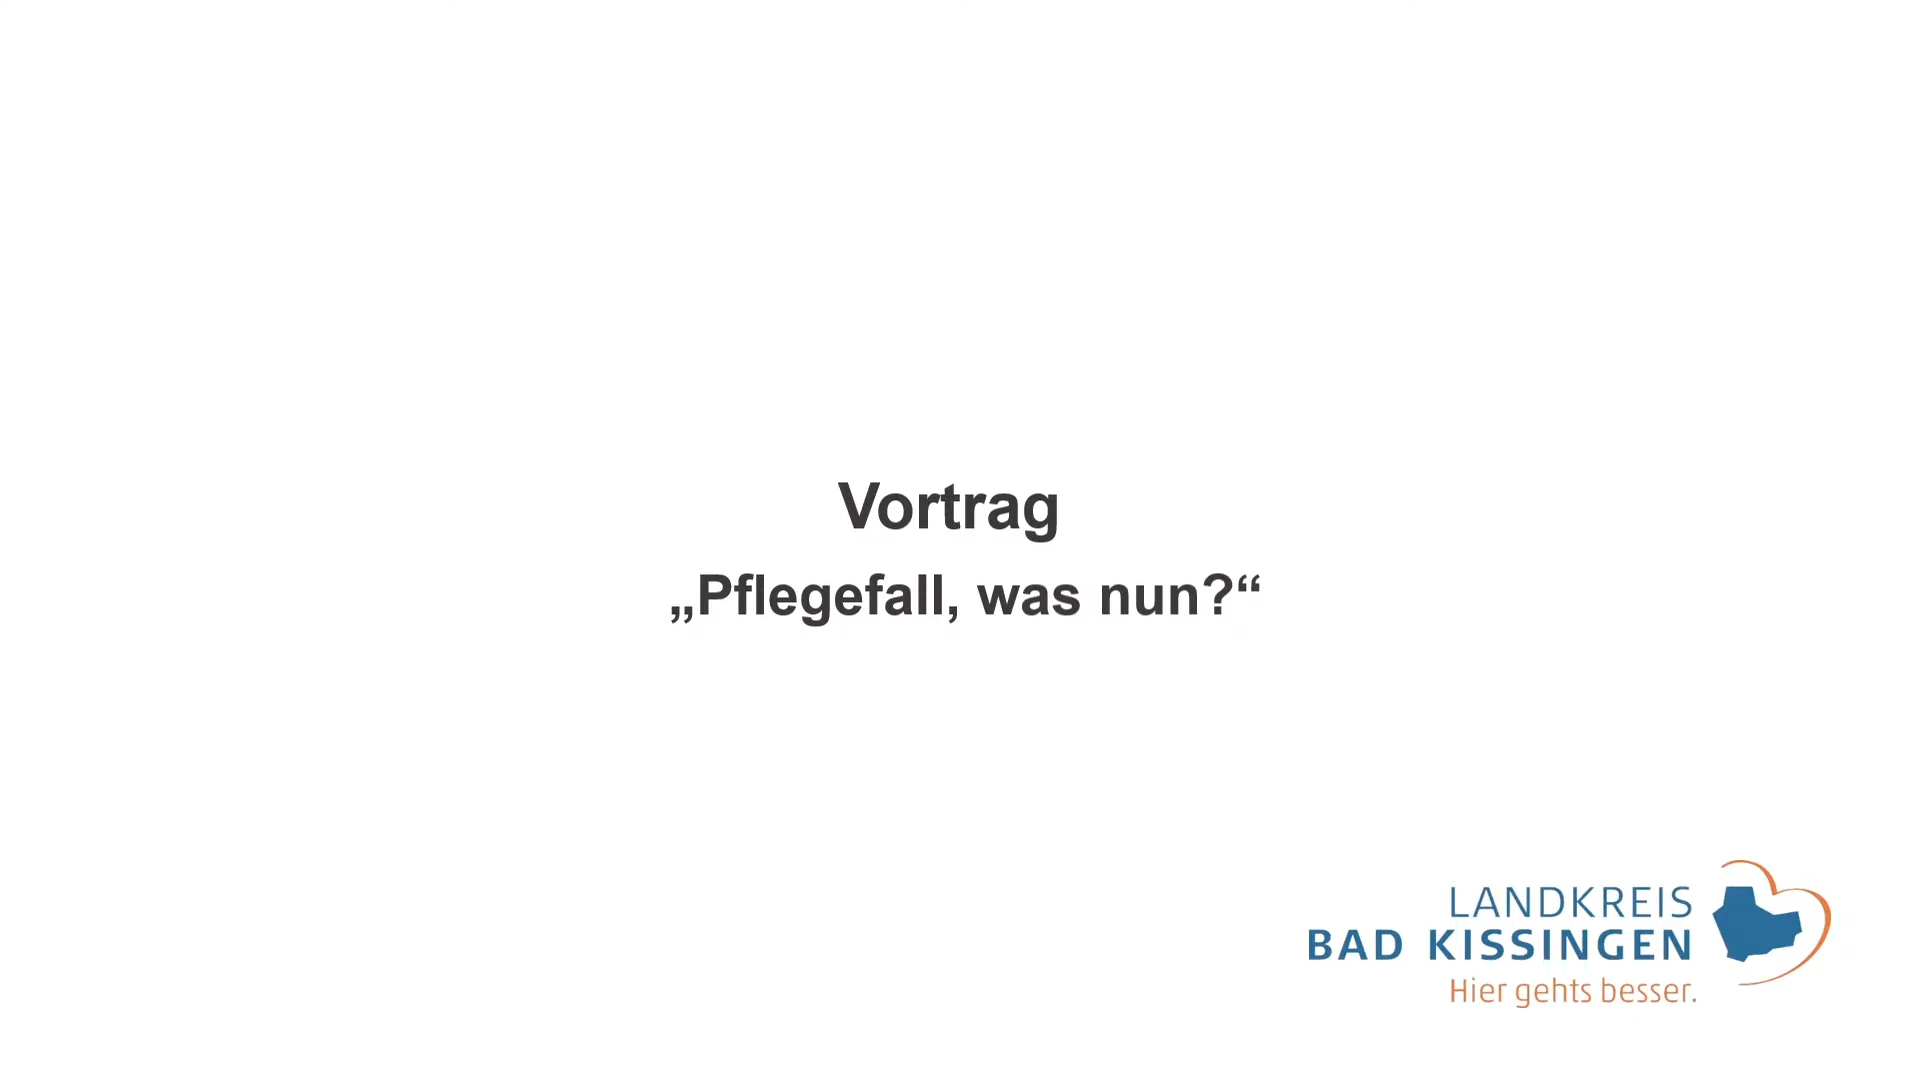 Vortrag
„Pflegefall, was nun?“
LANDKREIS
BAD KISSINGEN
Hier gehts besser.